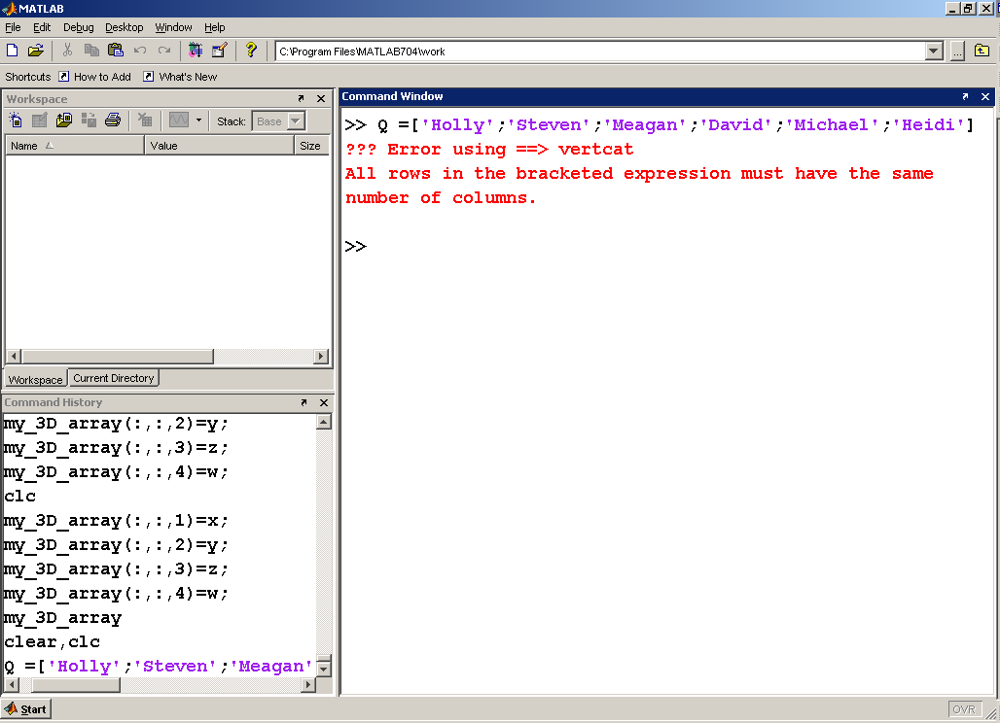 MATLAB
File Edit Debug Desktop Window Help
C:\Program Files\MATLAB704\work
...
Shortcuts How to Add What's New
Workspace
Stack: Base
Name Value Size
Workspace Current Directory
Command History
my_3D_array(:,:,2)=y;
my_3D_array(:,:,3)=z;
my_3D_array(:,:,4)=w;
clc
my_3D_array(:,:,1)=x;
my_3D_array(:,:,2)=y;
my_3D_array(:,:,3)=z;
my_3D_array(:,:,4)=w;
my_3D_array
clear,clc
Q =['Holly';'Steven';'Meagan'
Command Window
>> Q =['Holly';'Steven';'Meagan';'David';'Michael';'Heidi']
??? Error using ==> vertcat
All rows in the bracketed expression must have the same
number of columns.
>>
Start
OVR